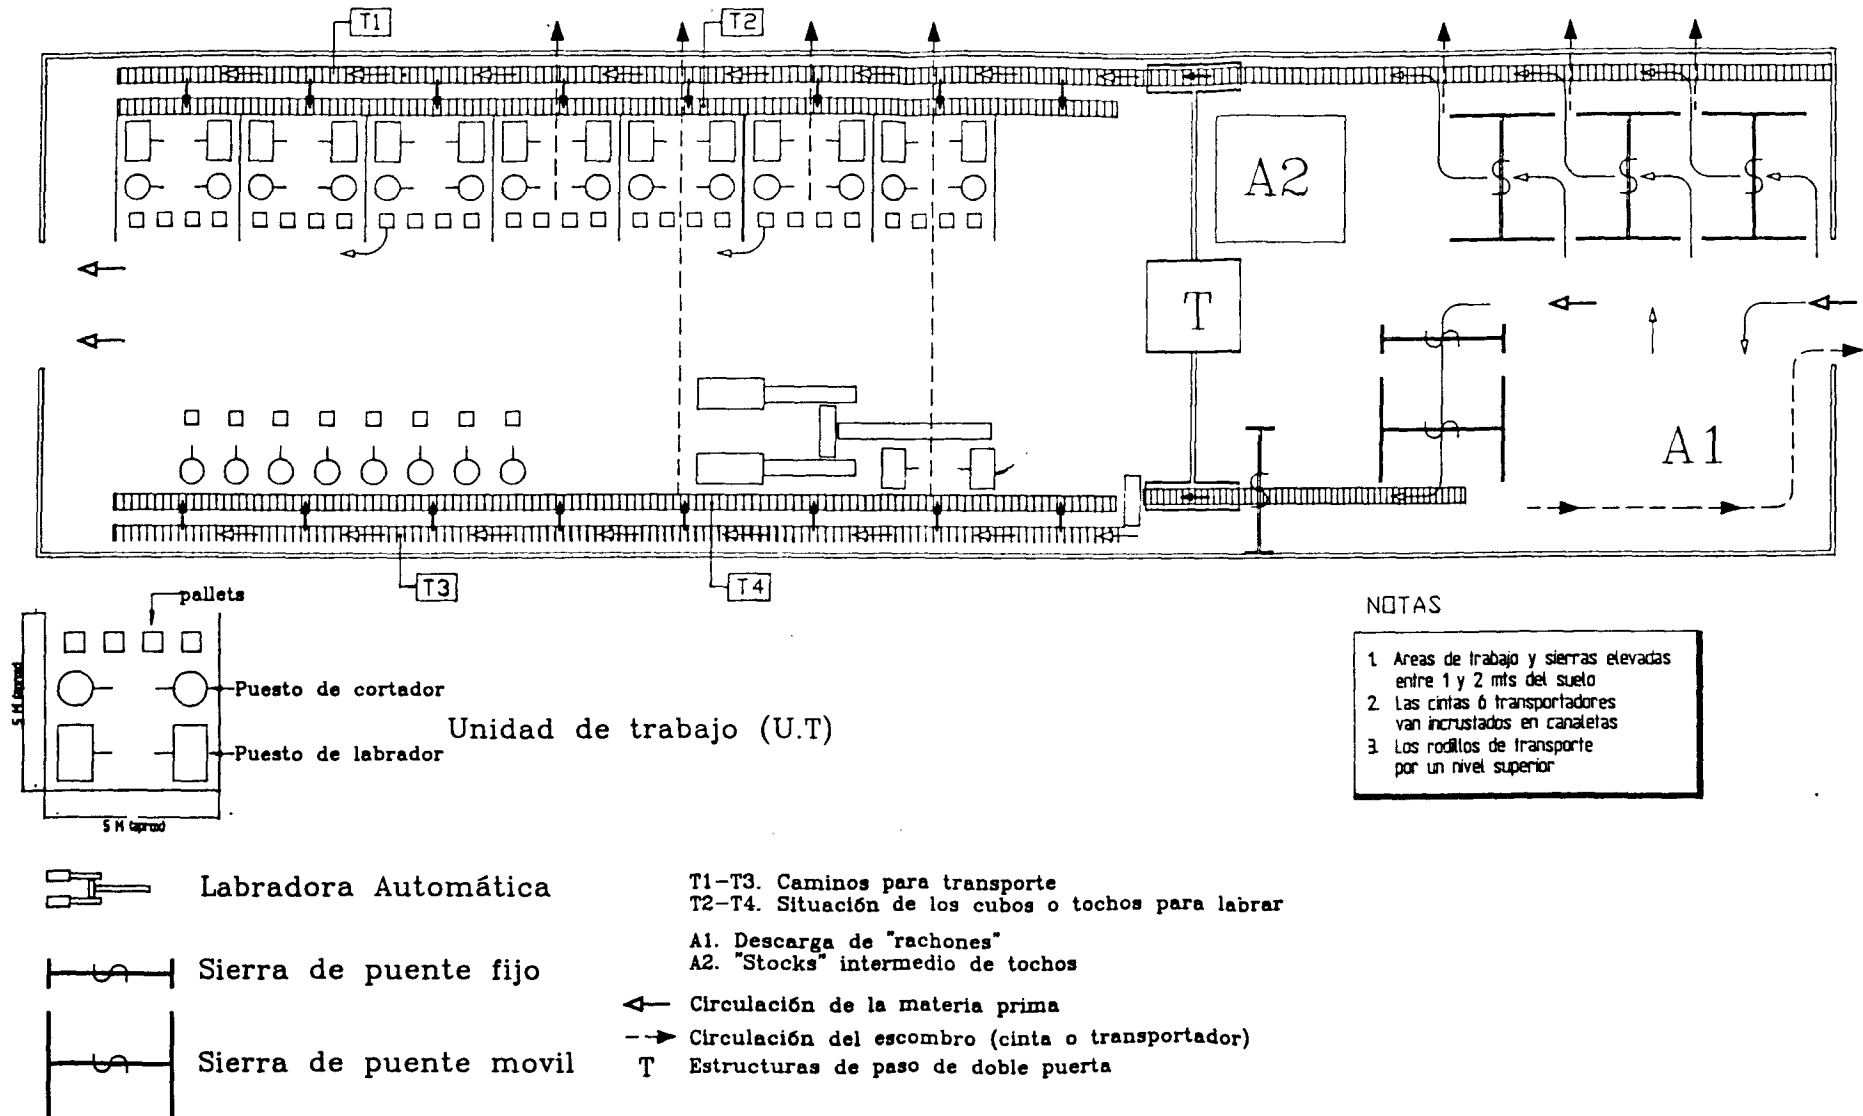 T1
T2
A2
T
A1
T3
T4
pallets
5 M (aprox)
Puesto de cortador
Unidad de trabajo (U.T)
Puesto de labrador
5 M (aprox)
NOTAS
1. Areas de trabajo y sierras elevadas
entre 1 y 2 mts del suelo
2. Las cintas ó transportadores
van incrustados en canaletas
3. Los rodillos de transporte
por un nivel superior
Labradora Automática
Sierra de puente fijo
Sierra de puente movil
T1-T3. Caminos para transporte
T2-T4. Situación de los cubos o tochos para labrar
A1. Descarga de "rachones"
A2. "Stocks" intermedio de tochos
Circulación de la materia prima
Circulación del escombro (cinta o transportador)
T Estructuras de paso de doble puerta